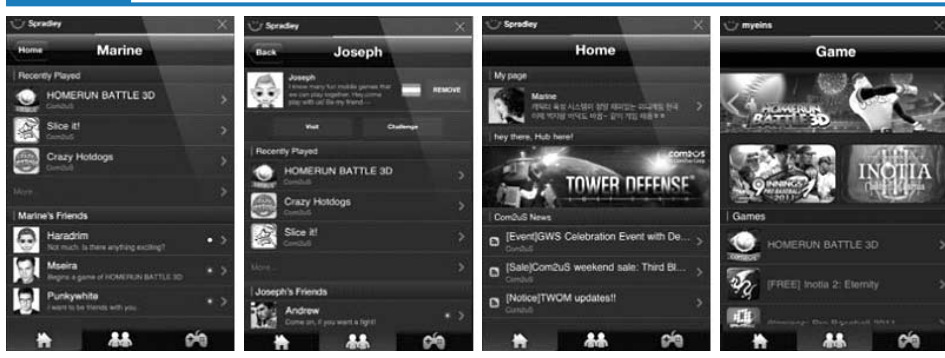 Spradley
Home
Marine
Recently Played
HOMERUN BATTLE 3D
Com2uS
Slice it!
Com2uS
Crazy Hotdogs
Com2uS
More...
Marine's Friends
Haradrim
Not much. Is there anything exciting?
Mseira
Begins a game of HOMERUN BATTLE 3D
Punkywhite
I want to be friends with you.
Spradley
Back
Joseph
Joseph
I know many fun mobile games that
we can play together. Hey,come
play with us! Be my friend
REMOVE
Visit
Challenge
Recently Played
HOMERUN BATTLE 3D
Com2uS
Crazy Hotdogs
Com2uS
Slice it!
Com2uS
More...
Joseph's Friends
Andrew
Come on, if you want a fight!
Spradley
Home
My page
Marine
hey there, Hub here!
com2uS
TOWER DEFENSE
Com2uS News
[Event]GWS Celebration Event with De...
Com2uS
[Sale]Com2uS weekend sale: Third Bl...
Com2uS
[Notice]TWOM updates!!
Com2uS
myeins
Game
HOMERUN
BATTLE 3D
9 INNINGS
PRO BASEBALL
2011
INOTIA
Games
HOMERUN BATTLE 3D
[FREE] Inotia 2: Eternity